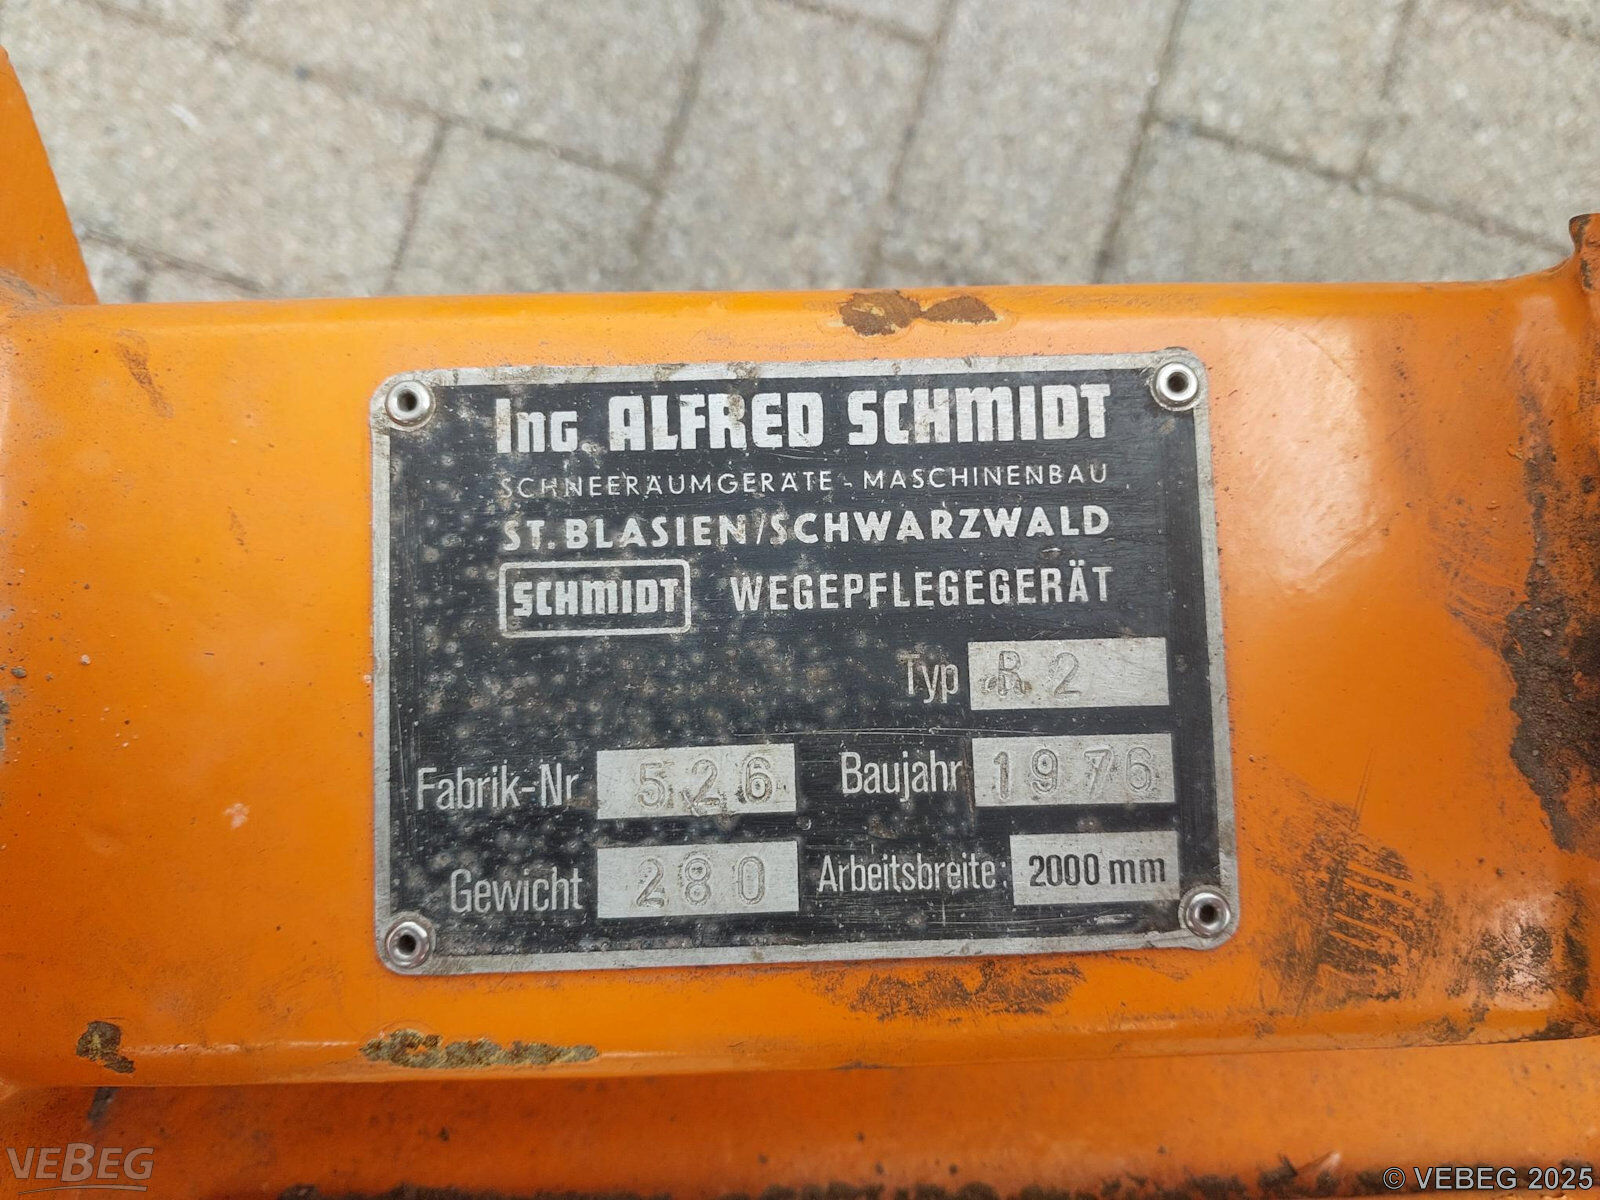 Ing. ALFRED SCHMIDT
SCHNEERÄUMGERÄTE - MASCHINENBAU
ST. BLASIEN/SCHWARZWALD
SCHMIDT WEGEPFLEGEGERÄT
Typ R 2
Fabrik-Nr 526 Baujahr 1976
Gewicht 280 Arbeitsbreite: 2000 mm
VEBEG
© VEBEG 2025